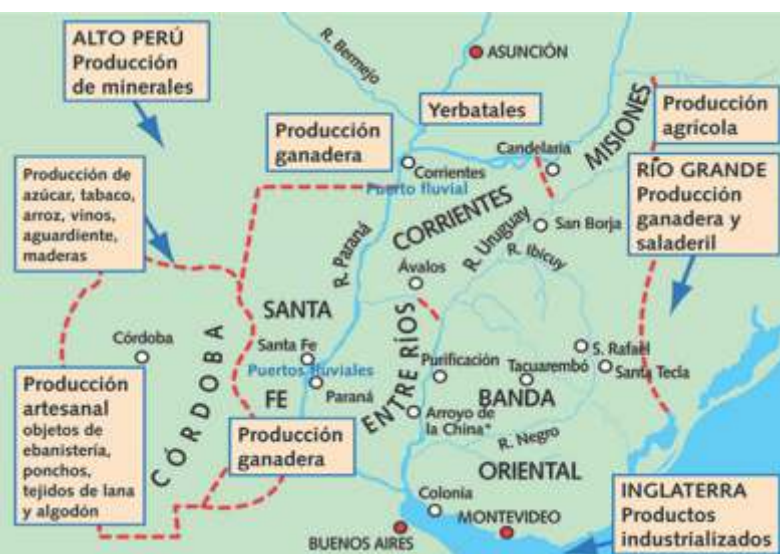 ALTO PERÚ
Producción
de minerales
R. Bermejo
ASUNCIÓN
Yerbatales
Producción
ganadera
Corrientes
Puerto fluvial
Candelaria
MISIONES
Producción
agrícola
RÍO GRANDE
Producción
ganadera y
saladeril
Producción de
azúcar, tabaco,
arroz, vinos,
aguardiente,
maderas
CORRIENTES
R. Paraná
R. Uruguay
San Borja
R. Ibicuy
Ávalos
SANTA
FE
Santa Fe
Puertos fluviales
Paraná
ENTRE RÍOS
Purificación
Tacuarembó
S. Rafael
Santa Tecla
BANDA
ORIENTAL
Arroyo de
la China*
R. Negro
Córdoba
CÓRDOBA
Producción
artesanal
objetos de
ebanistería,
ponchos,
tejidos de lana
y algodón
Producción
ganadera
Colonia
MONTEVIDEO
BUENOS AIRES
INGLATERRA
Productos
industrializados